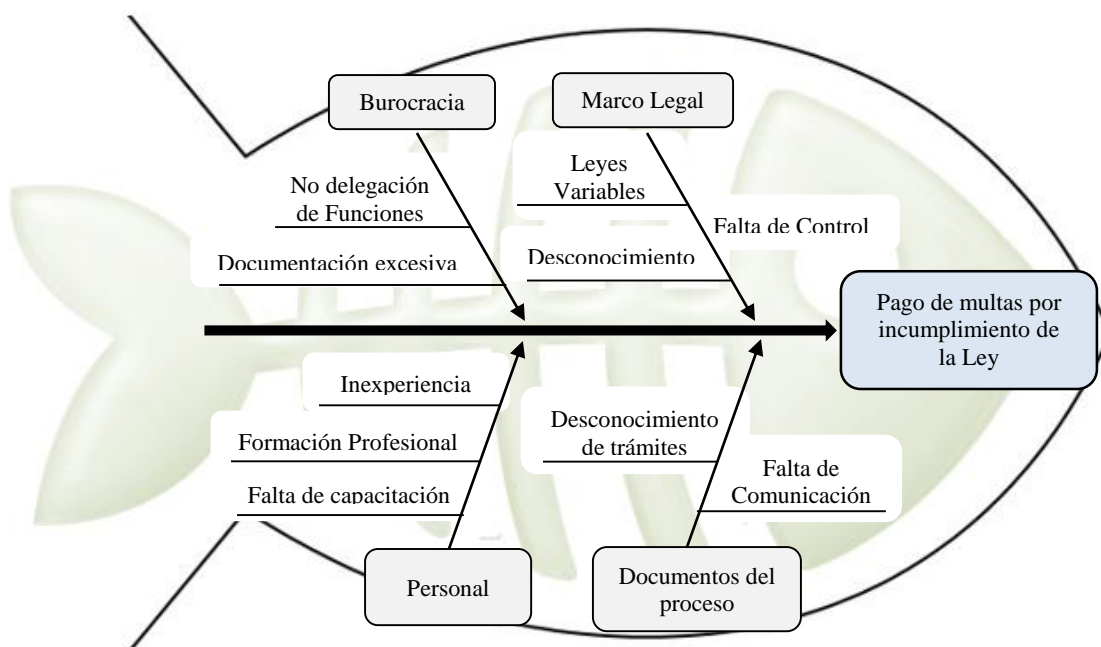 Burocracia
Marco Legal
No delegación
de Funciones
Documentación excesiva
Leyes
Variables
Desconocimiento
Falta de Control
Pago de multas por
incumplimiento de
la Ley
Inexperiencia
Formación Profesional
Falta de capacitación
Desconocimiento
de trámites
Falta de
Comunicación
Personal
Documentos del
proceso